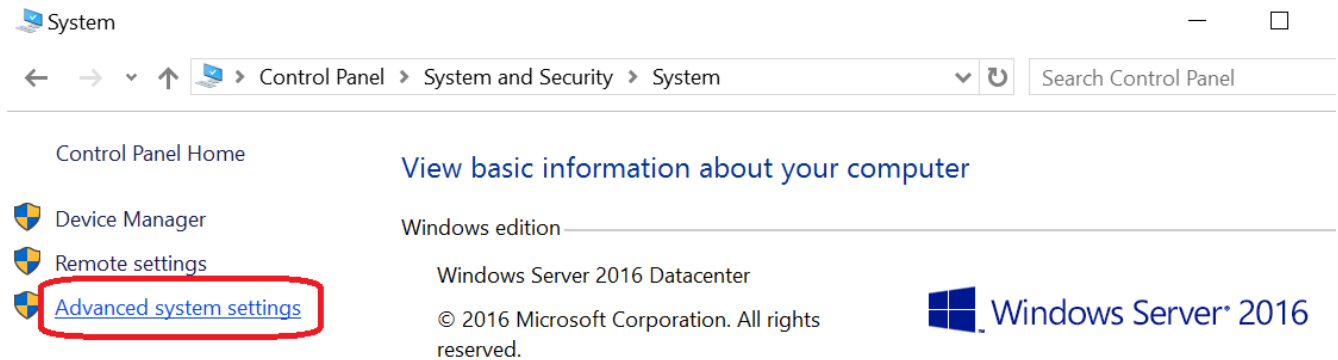 System
Control Panel > System and Security > System
Search Control Panel
Control Panel Home
Device Manager
Remote settings
Advanced system settings
View basic information about your computer
Windows edition
Windows Server 2016 Datacenter
© 2016 Microsoft Corporation. All rights
reserved.
Windows Server® 2016